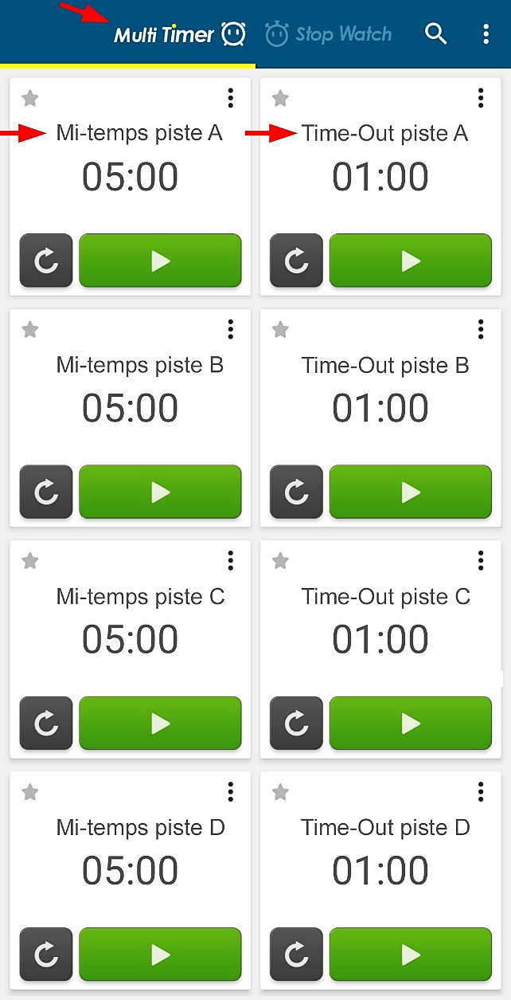 Multi Timer Stop Watch
Mi-temps piste A
05:00
Time-Out piste A
01:00
Mi-temps piste B
05:00
Time-Out piste B
01:00
Mi-temps piste C
05:00
Time-Out piste C
01:00
Mi-temps piste D
05:00
Time-Out piste D
01:00